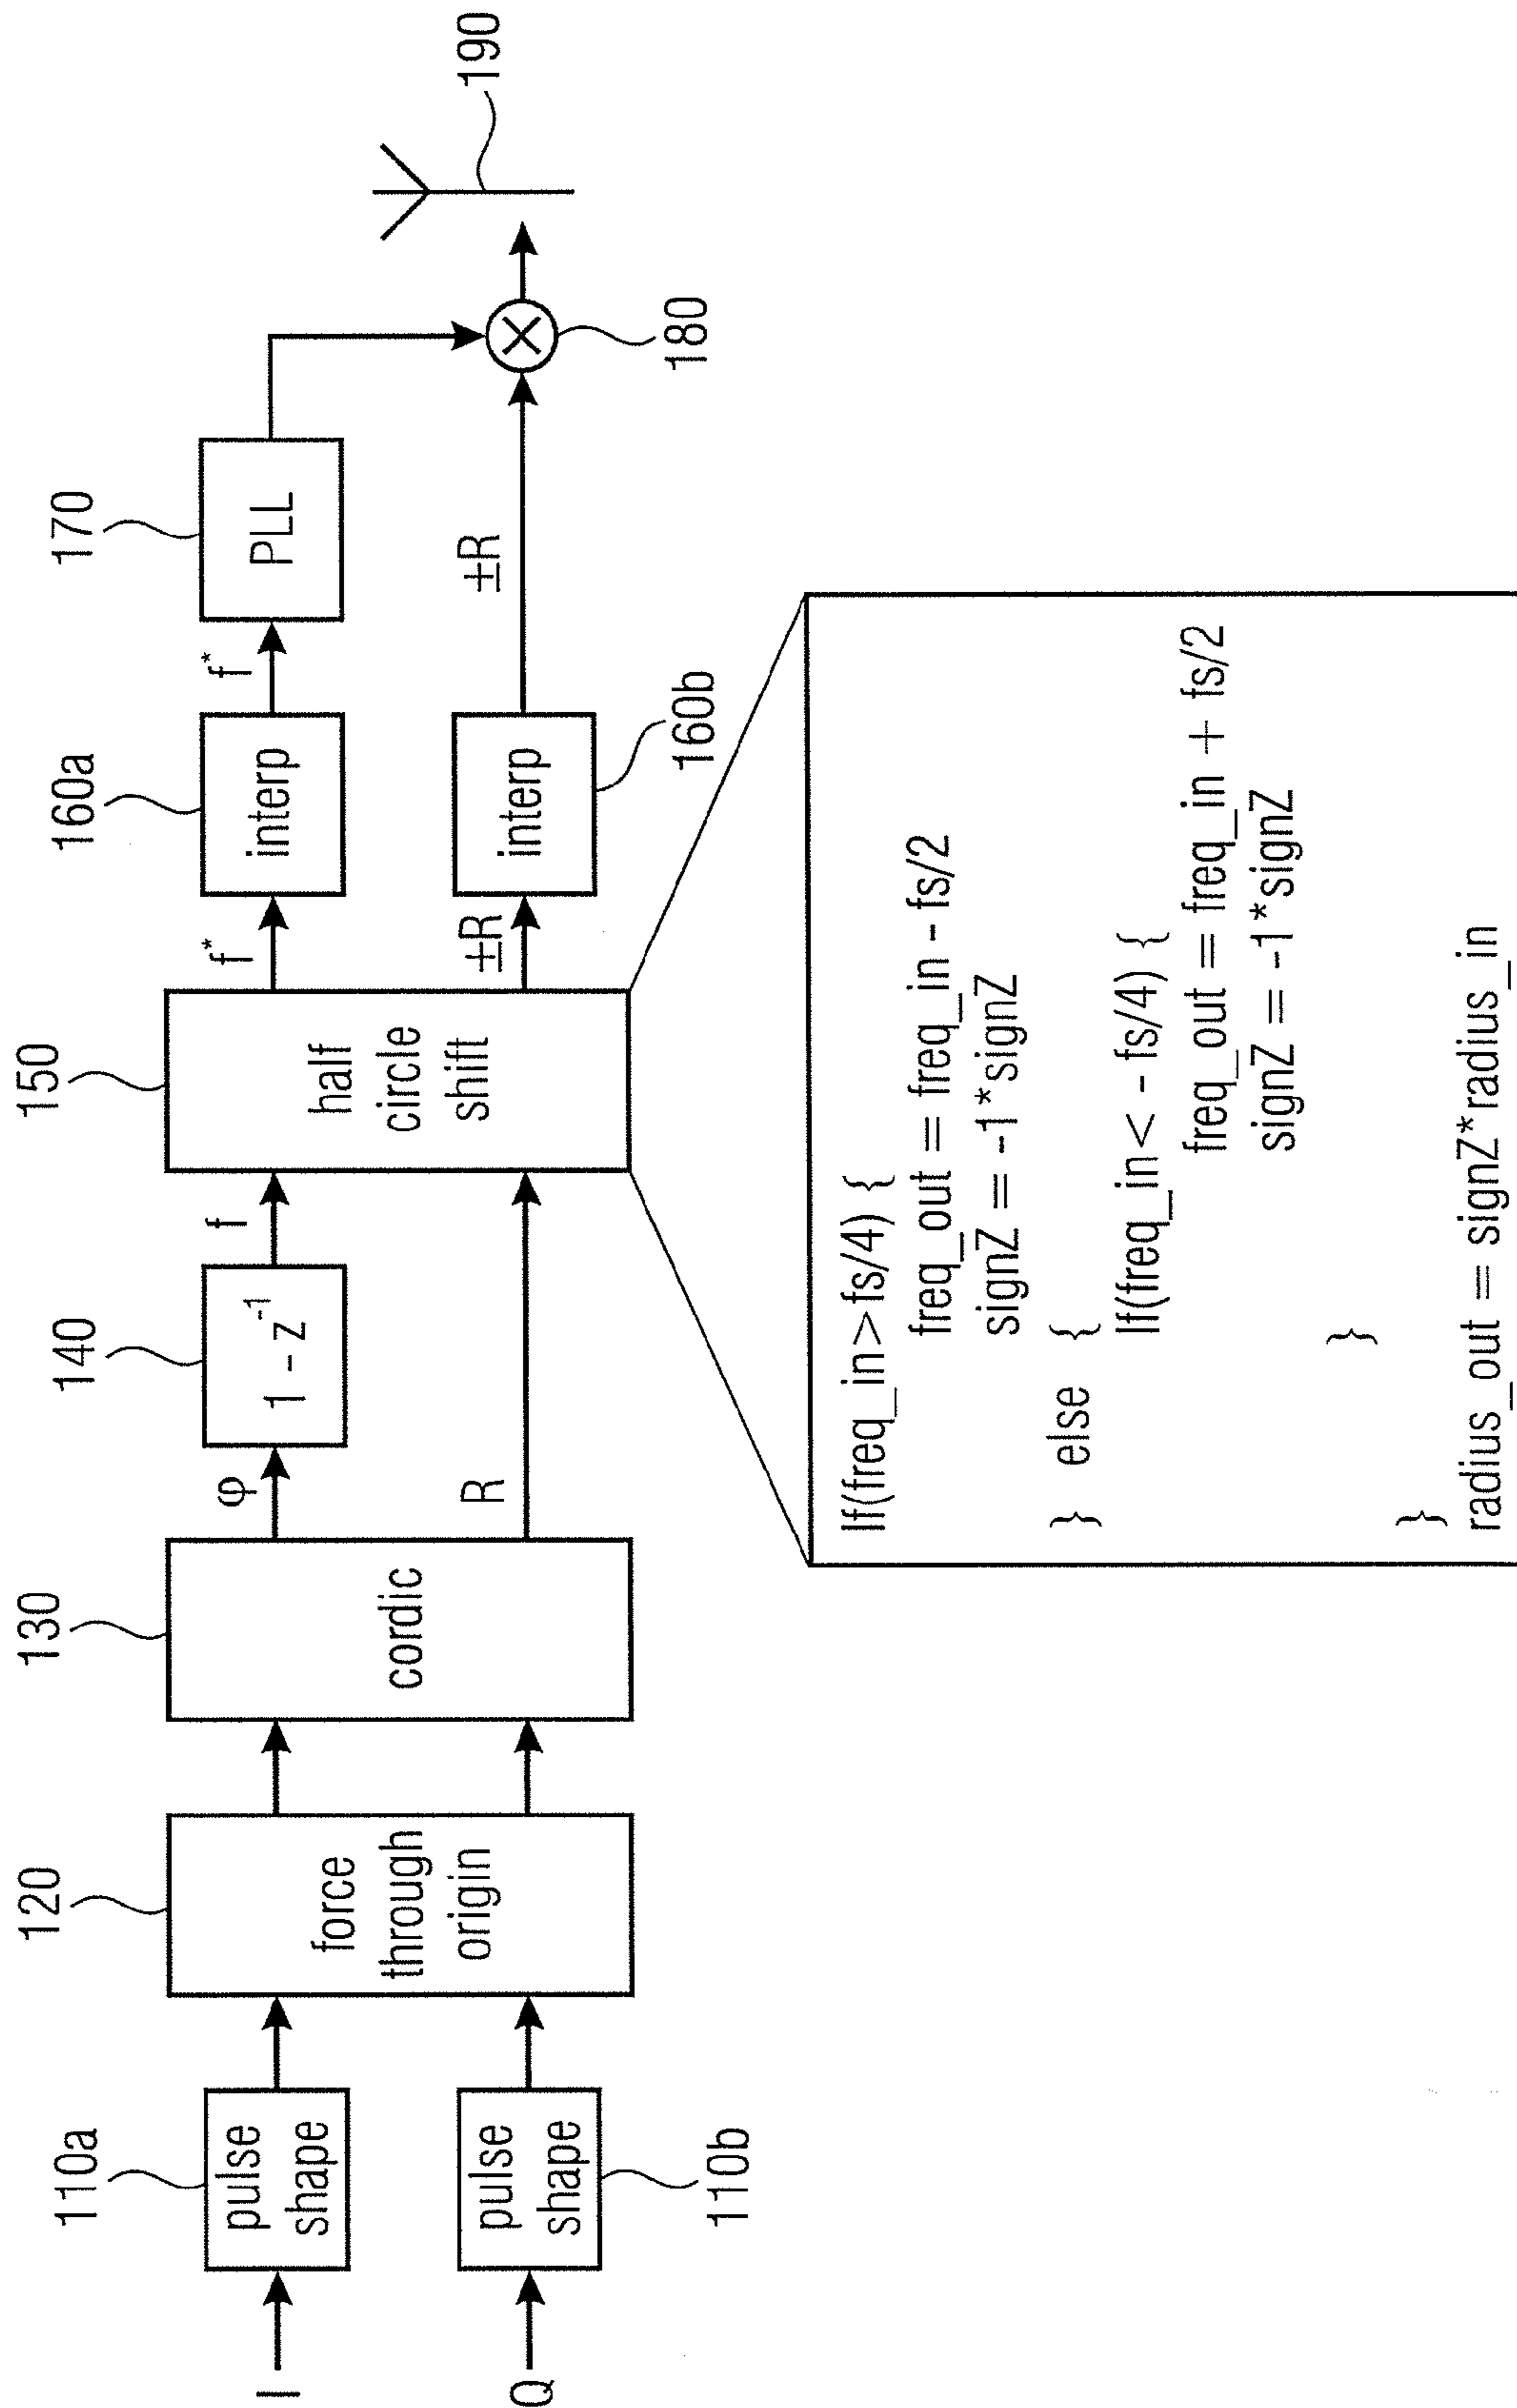 110a
120
130
140
150
160a
170
I
pulse
shape
force
through
origin
cordic
φ
1 - z⁻¹
f
half
circle
shift
f*
interp
f*
PLL
Q
pulse
shape
R
±R
interp
±R
110b
160b
180
190
If(freq_in>fs/4) {
freq_out = freq_in - fs/2
signZ = -1*signZ
} else {
If(freq_in< - fs/4) {
freq_out = freq_in + fs/2
signZ = -1*signZ
}
}
radius_out = signZ*radius_in